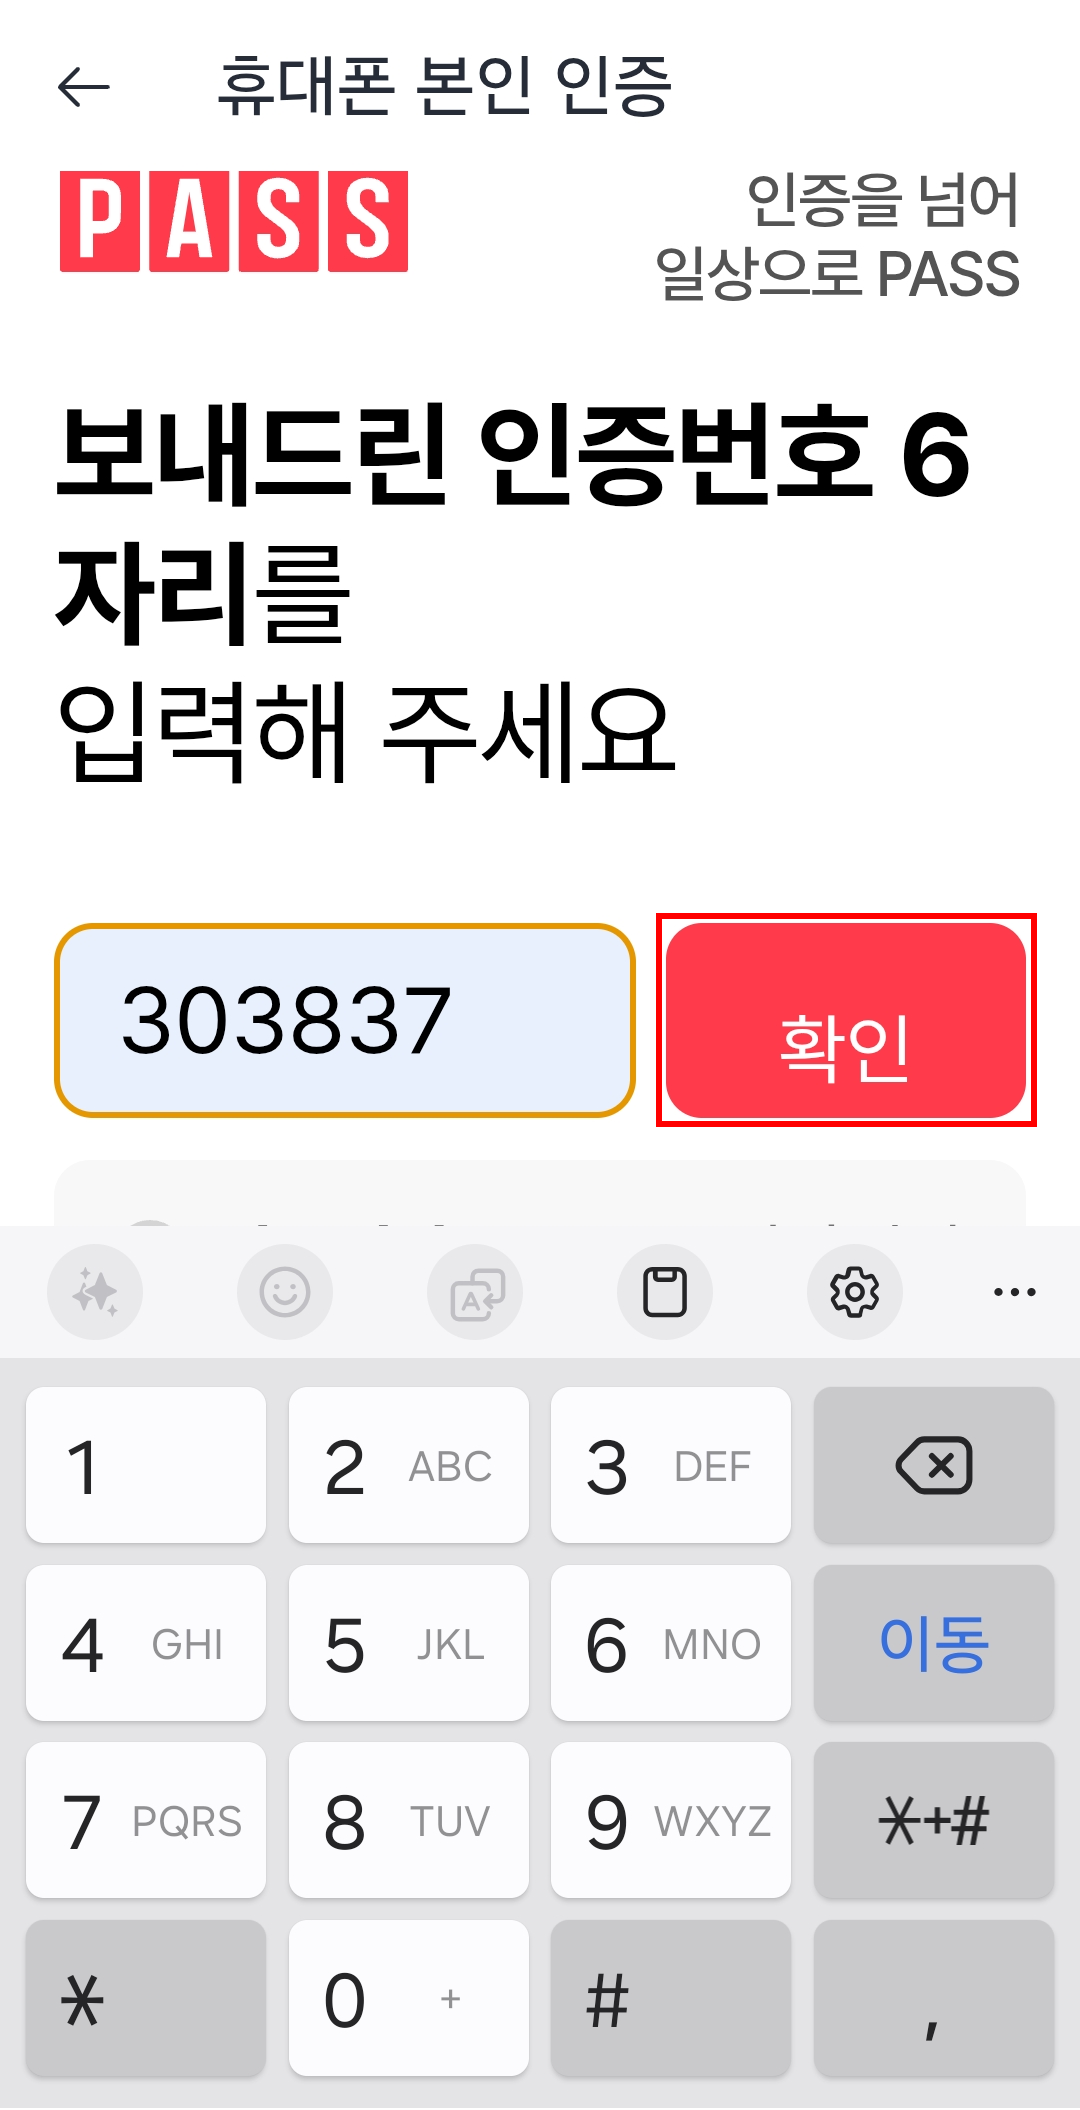 휴대폰 본인 인증
PASS
인증을 넘어
일상으로 PASS
보내드린 인증번호 6
자리를
입력해 주세요
303837
확인
1
2 ABC
3 DEF
4 GHI
5 JKL
6 MNO
이동
7 PQRS
8 TUV
9 WXYZ
*+#
*
0 +
#
,